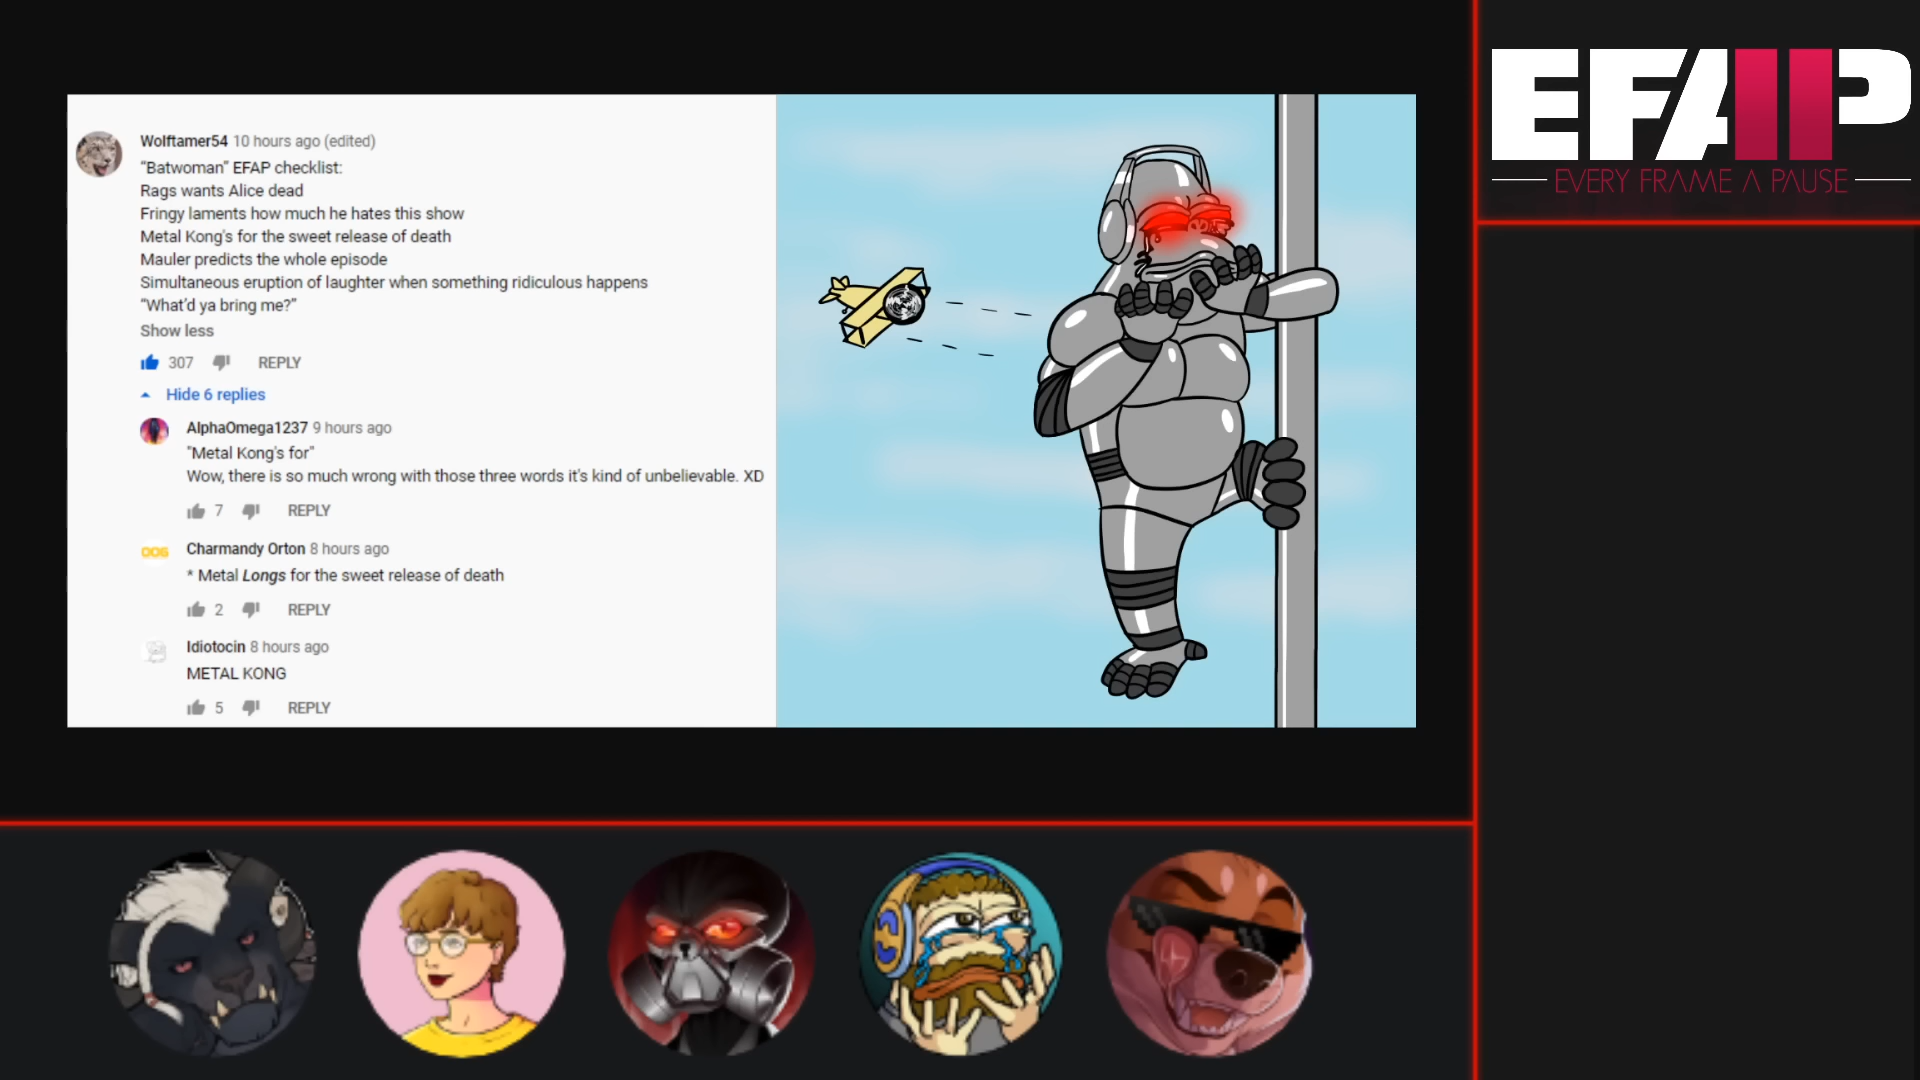 Wolftamer54 10 hours ago (edited)
“Batwoman” EFAP checklist:
Rags wants Alice dead
Fringy laments how much he hates this show
Metal Kong's for the sweet release of death
Mauler predicts the whole episode
Simultaneous eruption of laughter when something ridiculous happens
“What’d ya bring me?”
Show less
307 REPLY
Hide 6 replies
AlphaOmega1237 9 hours ago
"Metal Kong's for"
Wow, there is so much wrong with those three words it's kind of unbelievable. XD
7 REPLY
OOG
Charmandy Orton 8 hours ago
* Metal Longs for the sweet release of death
2 REPLY
Idiotocin 8 hours ago
METAL KONG
5 REPLY
EFAP
EVERY FRAME A PAUSE